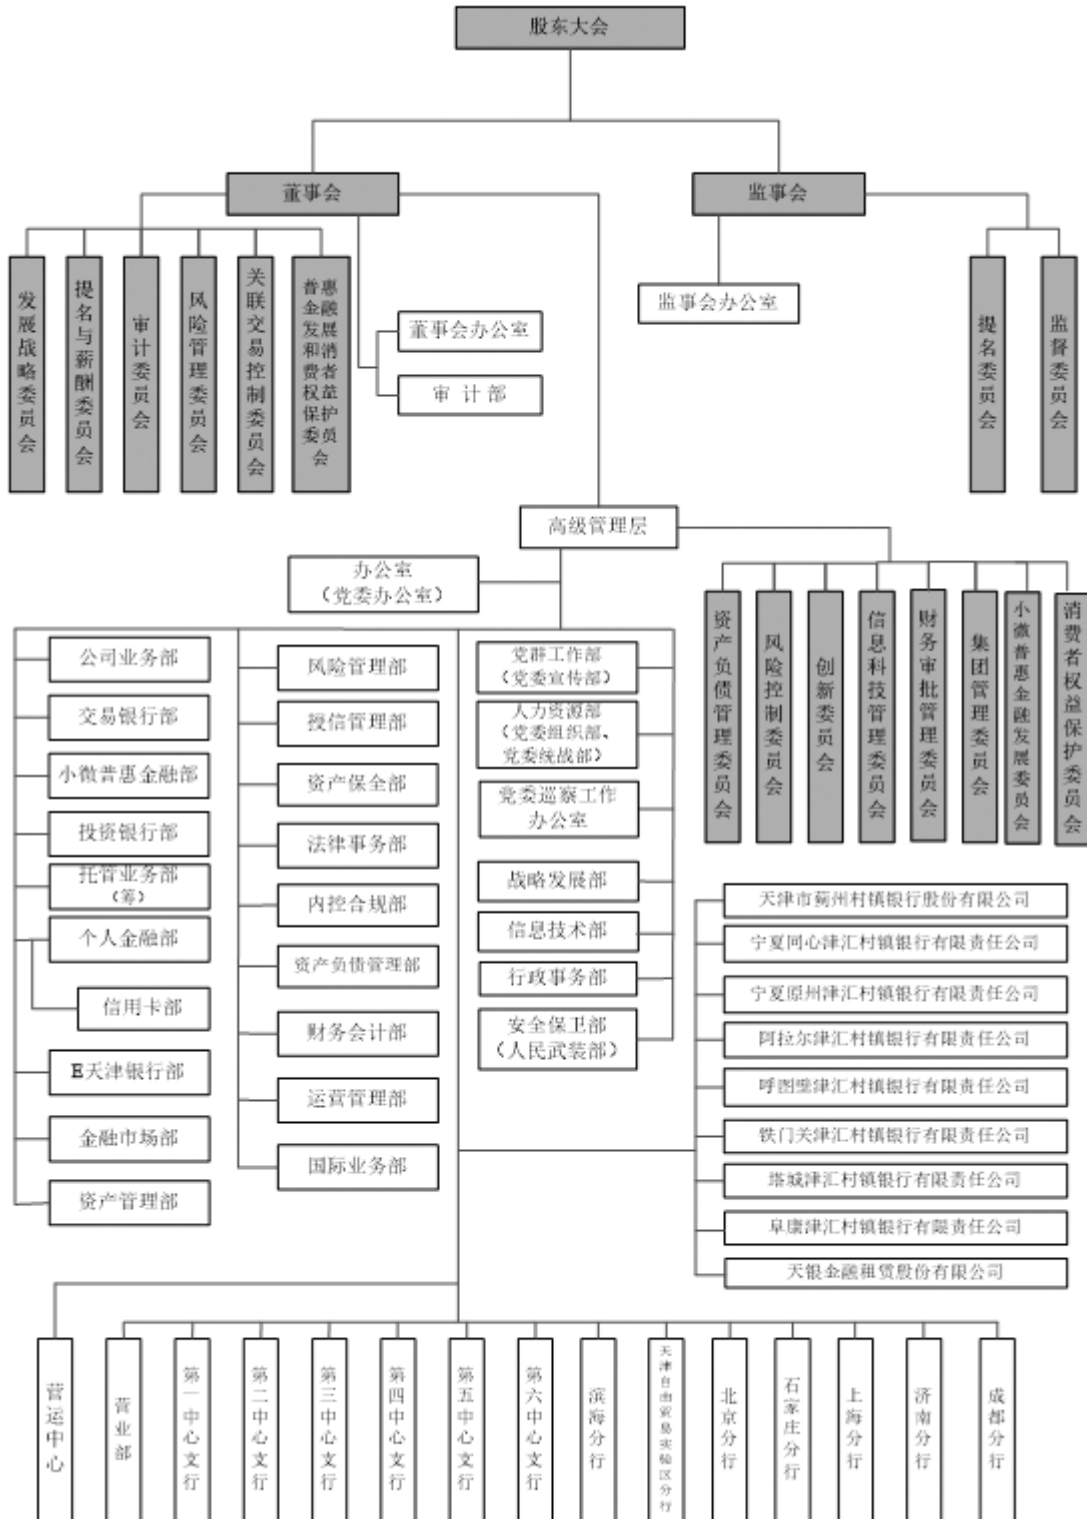 股东大会
董事会
监事会
发展战略委员会
提名与薪酬委员会
审计委员会
风险管理委员会
关联交易控制委员会
普惠金融发展和消费者权益保护委员会
董事会办公室
审计部
监事会办公室
提名委员会
监督委员会
高级管理层
办公室
（党委办公室）
资产负债管理委员会
风险控制委员会
创新委员会
信息科技管理委员会
财务审批管理委员会
集团管理委员会
小微普惠金融发展委员会
消费者权益保护委员会
公司业务部
交易银行部
小微普惠金融部
投资银行部
托管业务部
（筹）
个人金融部
信用卡部
E天津银行部
金融市场部
资产管理部
风险管理部
授信管理部
资产保全部
法律事务部
内控合规部
资产负债管理部
财务会计部
运营管理部
国际业务部
党群工作部
（党委宣传部）
人力资源部
（党委组织部、
党委统战部）
党委巡察工作
办公室
战略发展部
信息技术部
行政事务部
安全保卫部
（人民武装部）
天津市蓟州村镇银行股份有限公司
宁夏同心津汇村镇银行有限责任公司
宁夏原州津汇村镇银行有限责任公司
阿拉尔津汇村镇银行有限责任公司
呼图壁津汇村镇银行有限责任公司
铁门关津汇村镇银行有限责任公司
塔城津汇村镇银行有限责任公司
阜康津汇村镇银行有限责任公司
天银金融租赁股份有限公司
营运中心
营业部
第一中心支行
第二中心支行
第三中心支行
第四中心支行
第五中心支行
第六中心支行
滨海分行
天津自由贸易实验区分行
北京分行
石家庄分行
上海分行
济南分行
成都分行